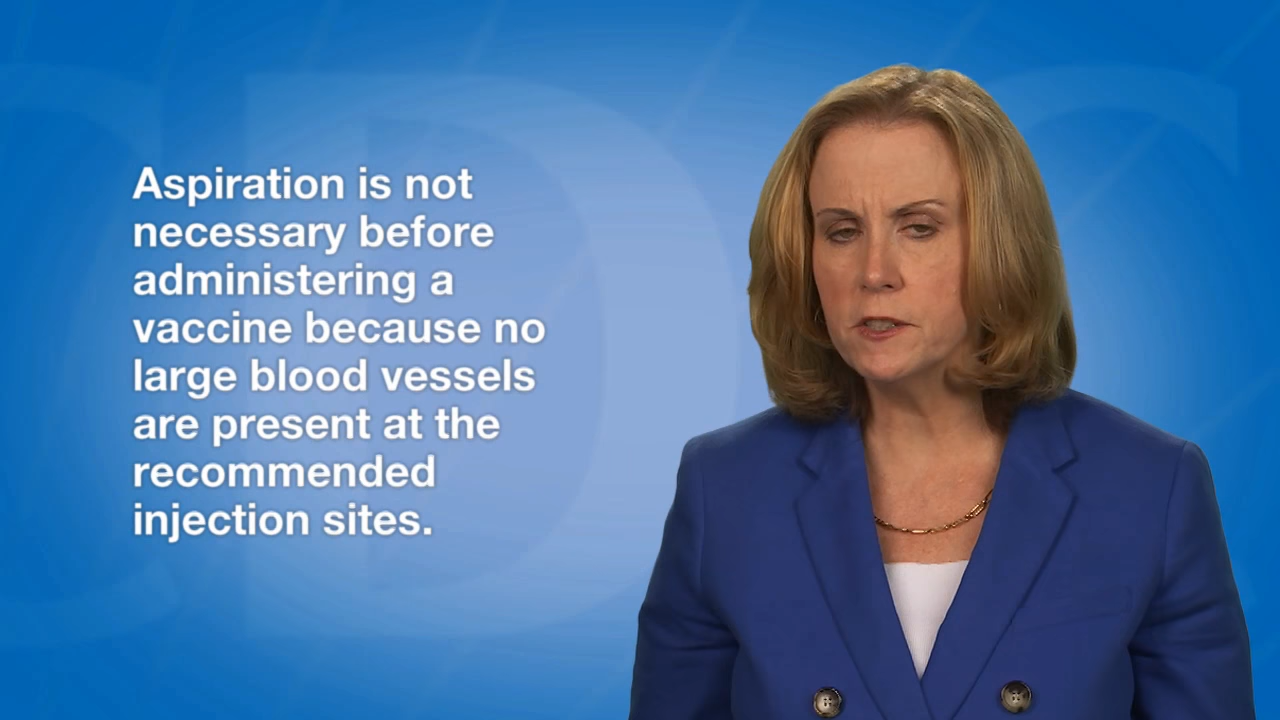 Aspiration is not
necessary before
administering a
vaccine because no
large blood vessels
are present at the
recommended
injection sites.
CDC